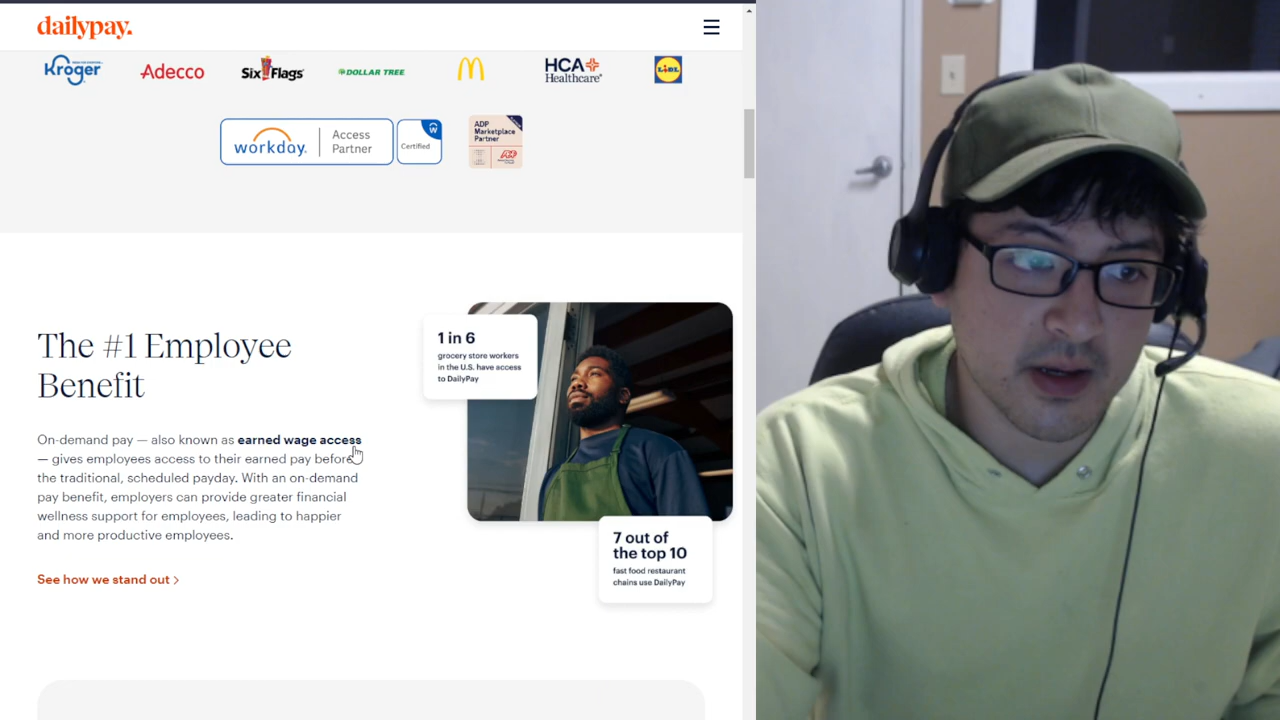 dailypay.
Kroger
Adecco
Six Flags
DOLLAR TREE
HCA
Healthcare
LIDL
workday.
Access
Partner
Certified
ADP
Marketplace
Partner
The #1 Employee
Benefit
On-demand pay — also known as earned wage access
— gives employees access to their earned pay before
the traditional, scheduled payday. With an on-demand
pay benefit, employers can provide greater financial
wellness support for employees, leading to happier
and more productive employees.
See how we stand out >
1 in 6
grocery store workers
in the U.S. have access
to DailyPay
7 out of
the top 10
fast food restaurant
chains use DailyPay